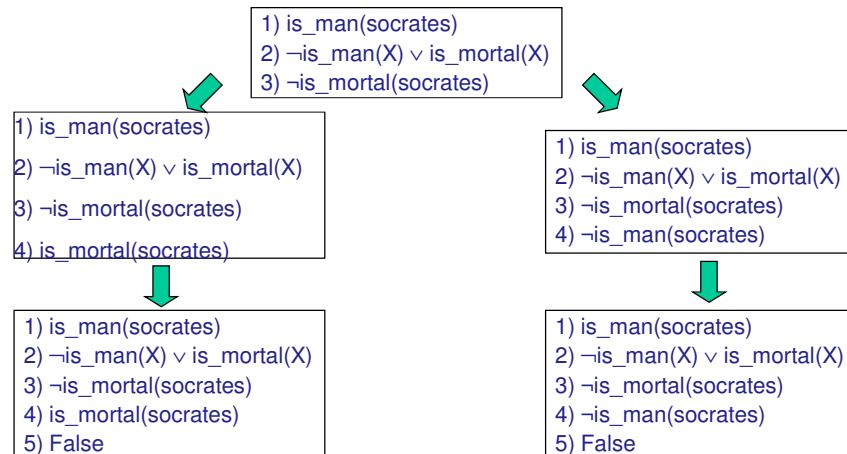 1) is_man(socrates)
2) ¬is_man(X) ∨ is_mortal(X)
3) ¬is_mortal(socrates)
1) is_man(socrates)
2) ¬is_man(X) ∨ is_mortal(X)
3) ¬is_mortal(socrates)
4) is_mortal(socrates)
1) is_man(socrates)
2) ¬is_man(X) ∨ is_mortal(X)
3) ¬is_mortal(socrates)
4) ¬is_man(socrates)
1) is_man(socrates)
2) ¬is_man(X) ∨ is_mortal(X)
3) ¬is_mortal(socrates)
4) is_mortal(socrates)
5) False
1) is_man(socrates)
2) ¬is_man(X) ∨ is_mortal(X)
3) ¬is_mortal(socrates)
4) ¬is_man(socrates)
5) False